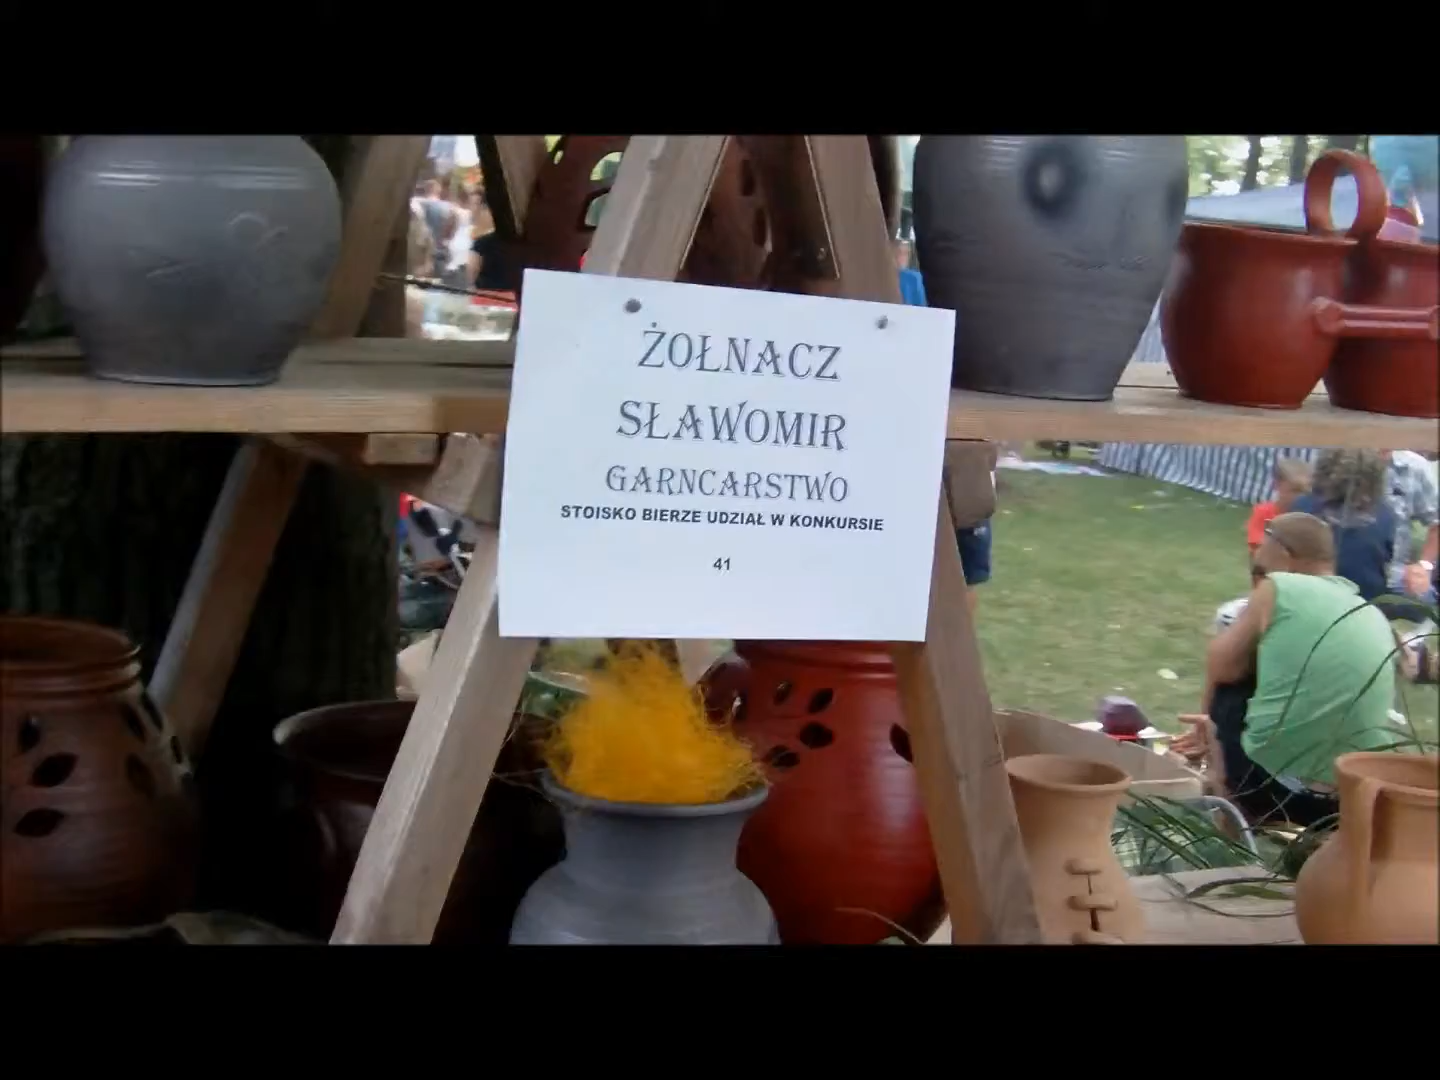 ŻOŁNACZ
SŁAWOMIR
GARNCARSTWO
STOISKO BIERZE UDZIAŁ W KONKURSIE
41